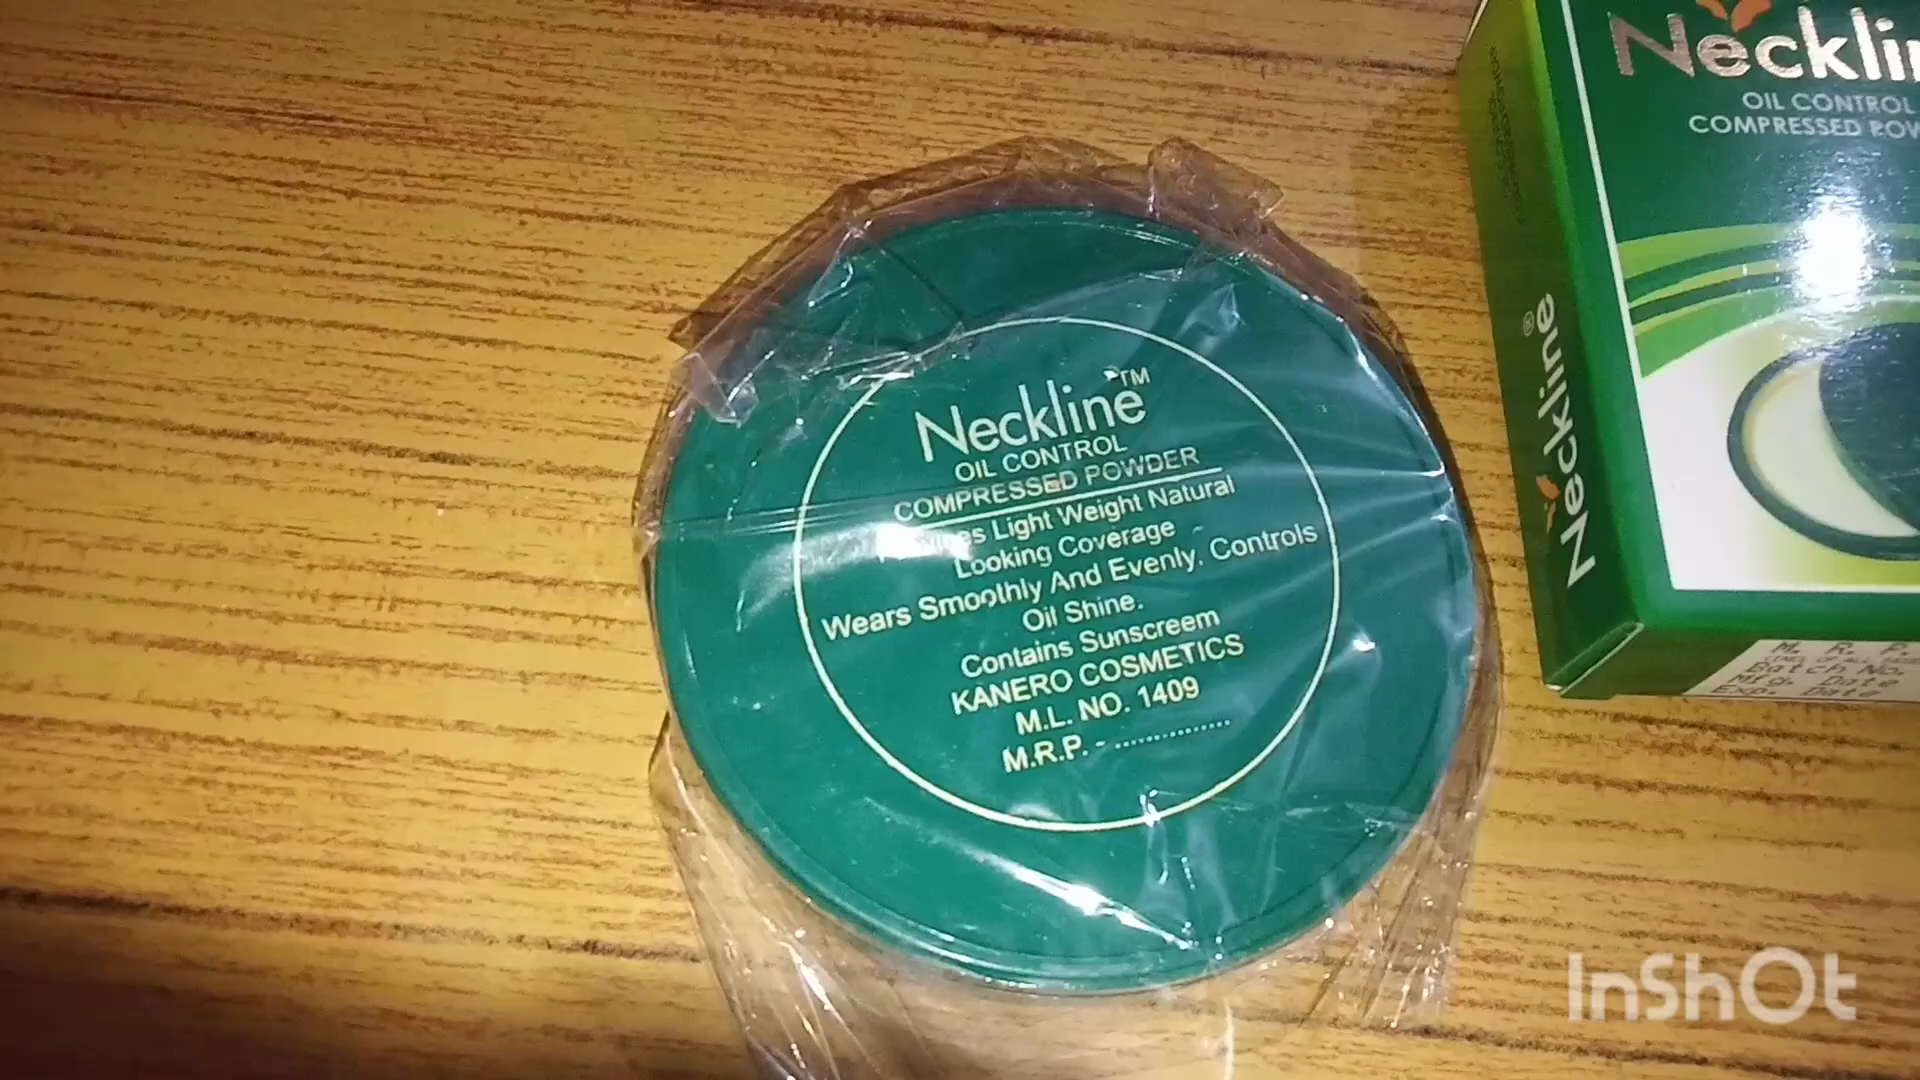 Neckline™
OIL CONTROL
COMPRESSED POWDER
Light Weight Natural
Looking Coverage
Wears Smoothly And Evenly. Controls
Oil Shine.
Contains Sunscreem
KANERO COSMETICS
M.L. NO. 1409
M.R.P. - ..............
Neckli
OIL CONTROL
COMPRESSED POW
Neckline®
M. R. P.
Batch No.
Mfg. Date
Exp. Date
InShOt